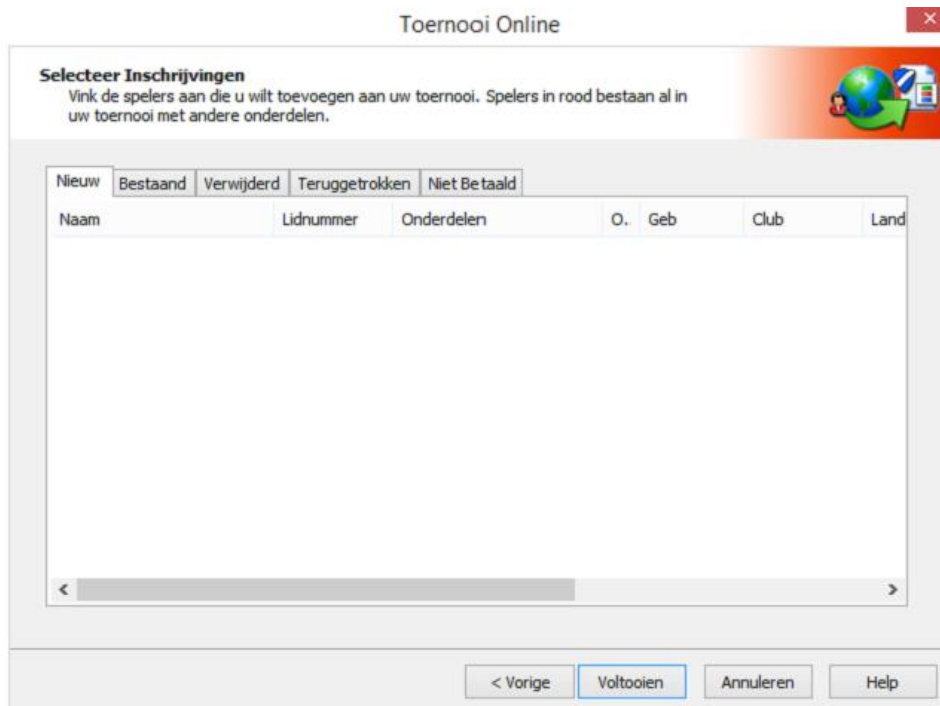 Toernooi Online
Selecteer Inschrijvingen
Vink de spelers aan die u wilt toevoegen aan uw toernooi. Spelers in rood bestaan al in
uw toernooi met andere onderdelen.
Nieuw Bestaand Verwijderd Teruggetrokken Niet Betaald
Naam Lidnummer Onderdelen O. Geb Club Land
< Vorige Voltooien Annuleren Help